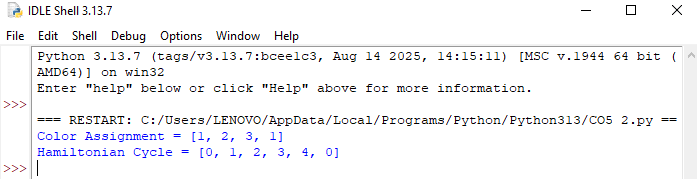 IDLE Shell 3.13.7
File Edit Shell Debug Options Window Help
Python 3.13.7 (tags/v3.13.7:bcee1c3, Aug 14 2025, 14:15:11) [MSC v.1944 64 bit (
AMD64)] on win32
Enter "help" below or click "Help" above for more information.
>>>
=== RESTART: C:/Users/LENOVO/AppData/Local/Programs/Python/Python313/CO5 2.py ==
Color Assignment = [1, 2, 3, 1]
Hamiltonian Cycle = [0, 1, 2, 3, 4, 0]
>>>